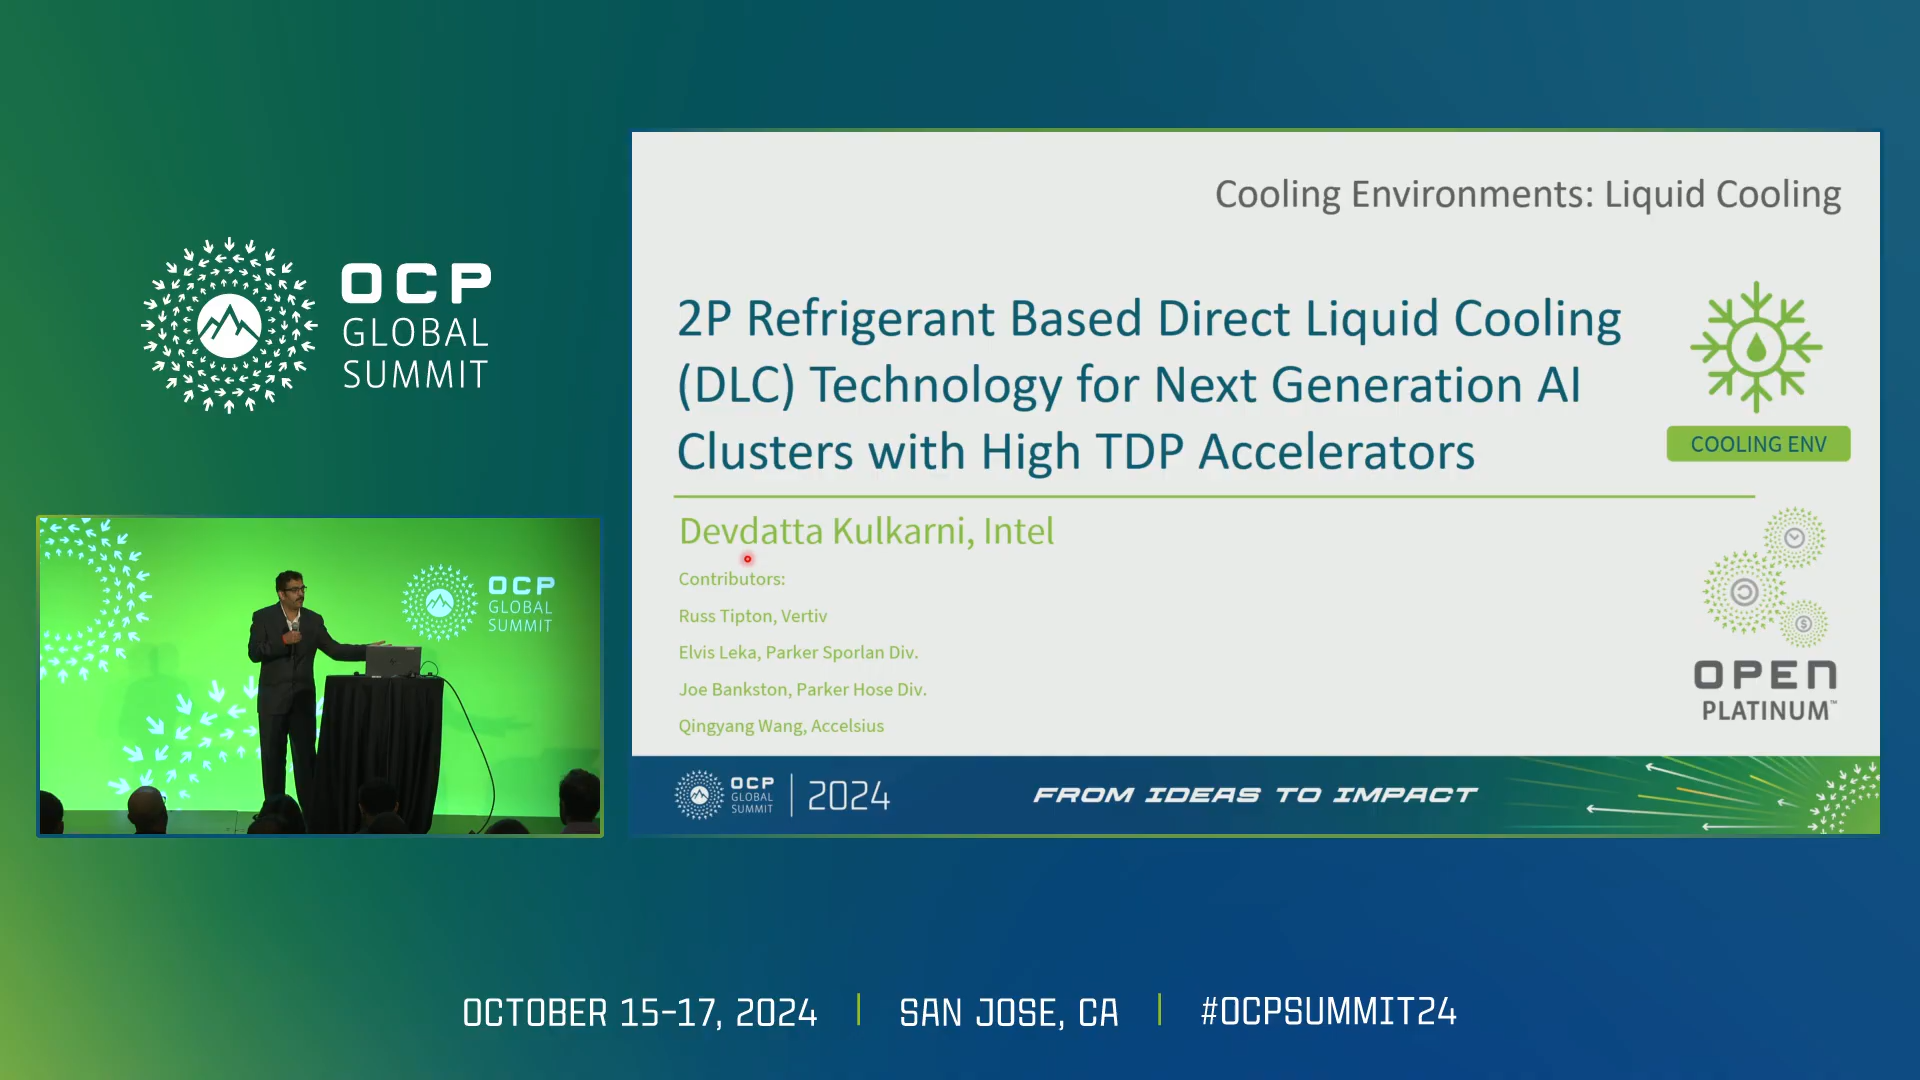 OCP
GLOBAL
SUMMIT
OCP
GLOBAL
SUMMIT
Cooling Environments: Liquid Cooling
2P Refrigerant Based Direct Liquid Cooling
(DLC) Technology for Next Generation AI
Clusters with High TDP Accelerators
COOLING ENV
Devdatta Kulkarni, Intel
Contributors:
Russ Tipton, Vertiv
Elvis Leka, Parker Sporlan Div.
Joe Bankston, Parker Hose Div.
Qingyang Wang, Accelsius
OPEN
PLATINUM™
OCP
GLOBAL
SUMMIT
2024
FROM IDEAS TO IMPACT
OCTOBER 15-17, 2024
SAN JOSE, CA
#OCPSUMMIT24